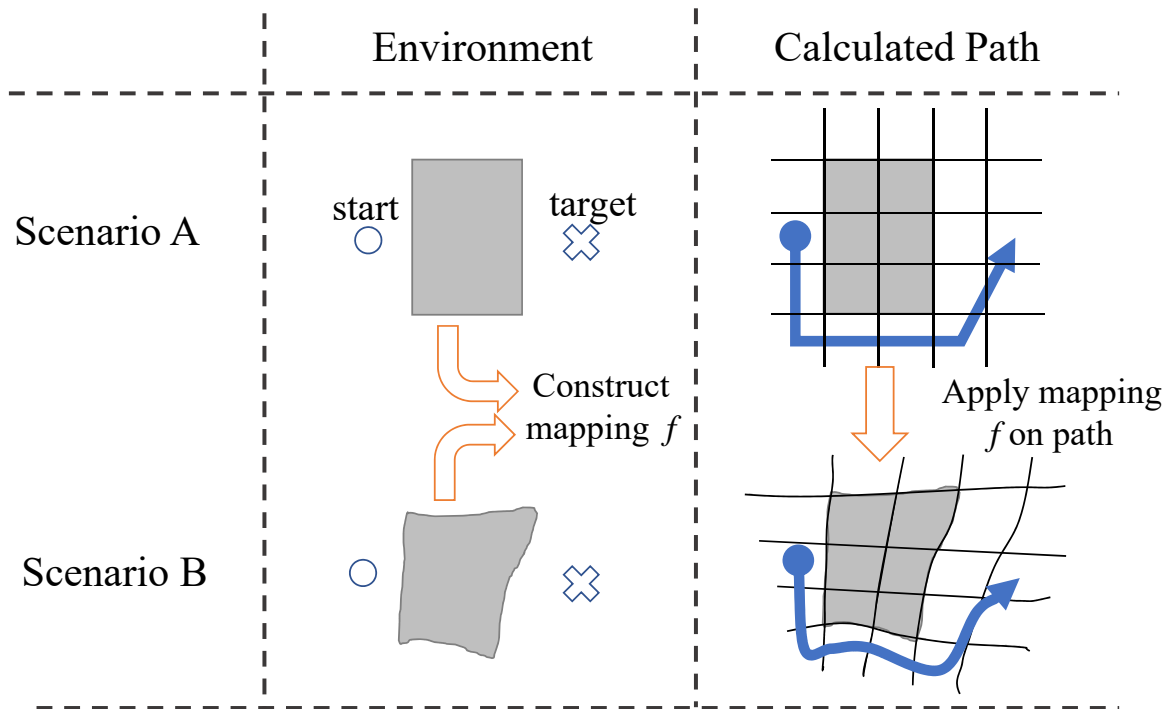 Environment
Calculated Path
Scenario A
start
target
Construct
mapping f
Apply mapping
f on path
Scenario B